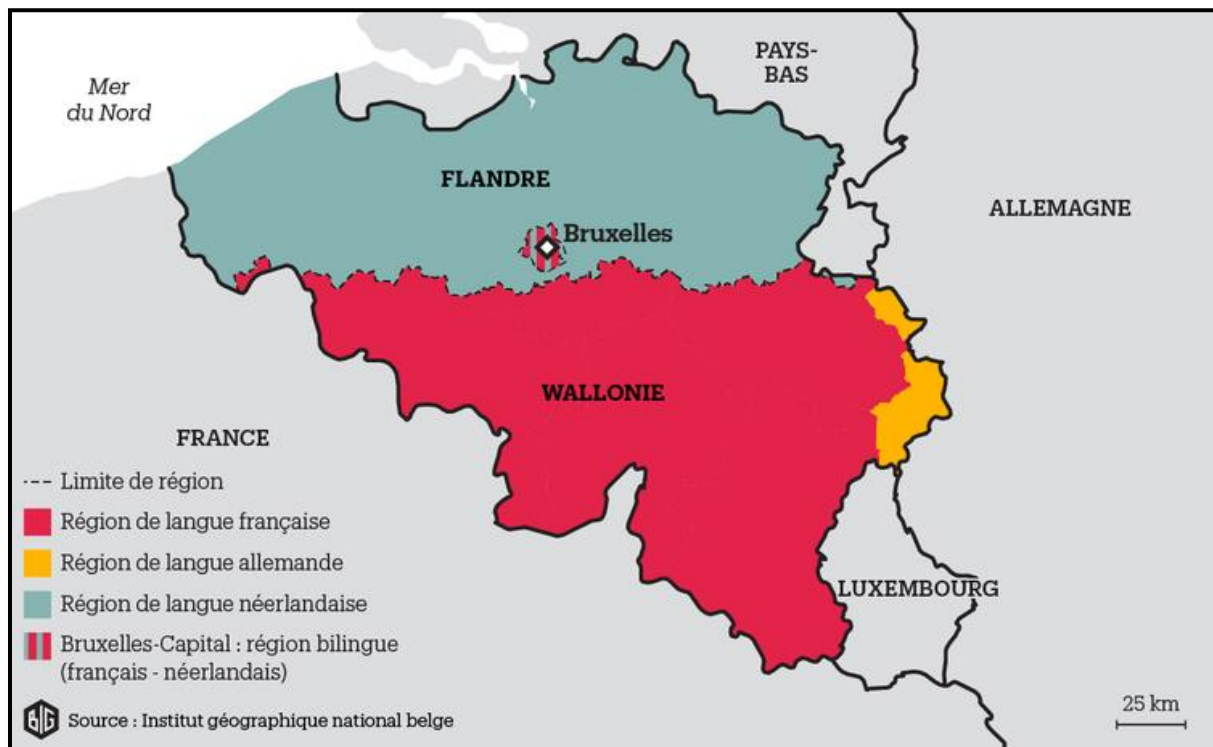 Mer
du Nord
PAYS-
BAS
FLANDRE
ALLEMAGNE
Bruxelles
WALLONIE
FRANCE
Limite de région
Région de langue française
Région de langue allemande
Région de langue néerlandaise
Bruxelles-Capital : région bilingue
(français - néerlandais)
LUXEMBOURG
BIG
Source : Institut géographique national belge
25 km